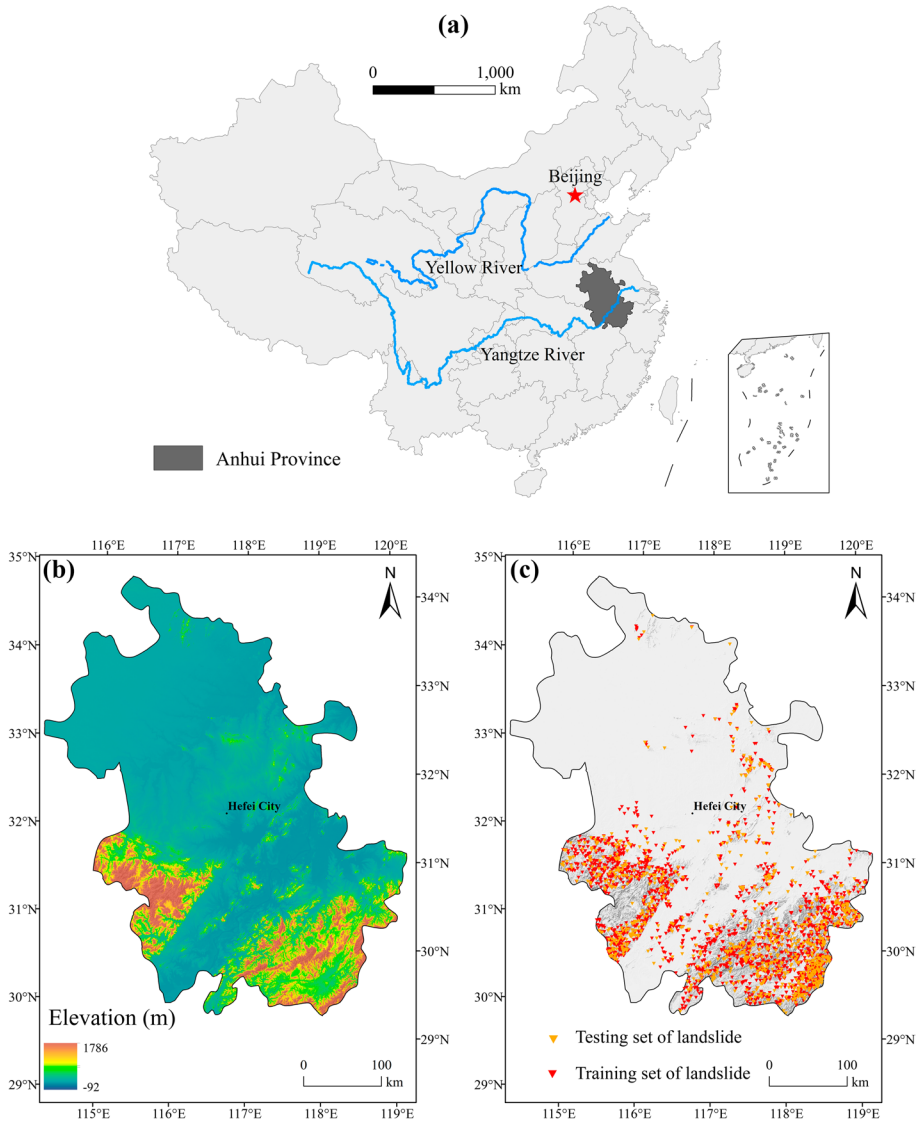 (a)
0 1,000
km
Beijing
Yellow River
Yangtze River
Anhui Province
116°E 117°E 118°E 119°E 120°E
35°N
(b)
N
34°N
34°N
33°N
33°N
32°N
Hefei City
32°N
31°N
31°N
30°N
30°N
29°N
29°N
Elevation (m)
1786
-92
0 100
km
115°E 116°E 117°E 118°E 119°E
116°E 117°E 118°E 119°E 120°E
35°N
(c)
N
34°N
34°N
33°N
33°N
32°N
Hefei City
32°N
31°N
31°N
30°N
30°N
29°N
29°N
Testing set of landslide
Training set of landslide
0 100
km
115°E 116°E 117°E 118°E 119°E